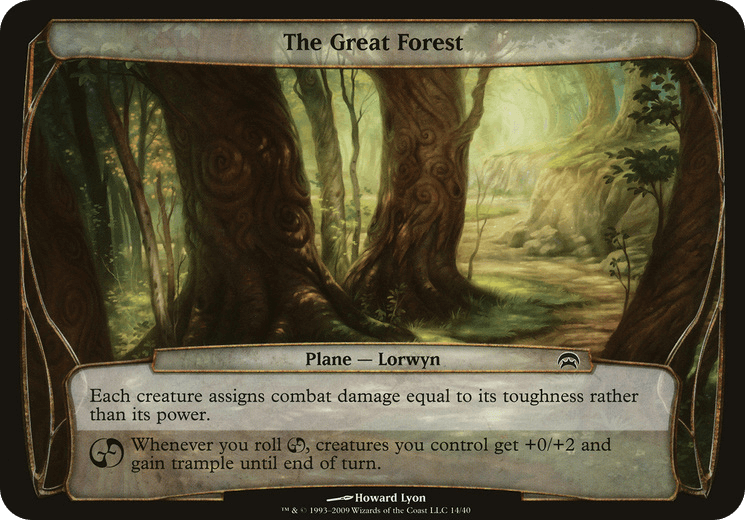 The Great Forest
Plane — Lorwyn
Each creature assigns combat damage equal to its toughness rather
than its power.
Whenever you roll , creatures you control get +0/+2 and
gain trample until end of turn.
Howard Lyon
™ & © 1993–2009 Wizards of the Coast LLC 14/40